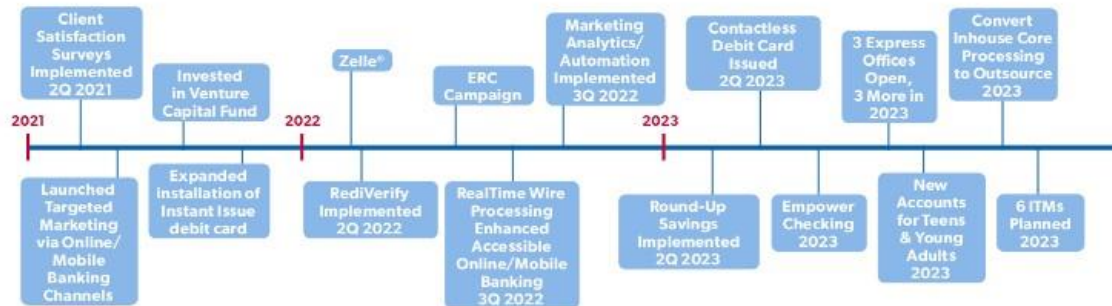 Client
Satisfaction
Surveys
Implemented
2Q 2021
Invested
in Venture
Capital Fund
Zelle®
ERC
Campaign
Marketing
Analytics/
Automation
Implemented
3Q 2022
Contactless
Debit Card
Issued
2Q 2023
3 Express
Offices
Open,
3 More in
2023
Convert
Inhouse Core
Processing
to Outsource
2023
2021
2022
2023
Launched
Targeted
Marketing
via Online/
Mobile
Banking
Channels
Expanded
installation of
Instant Issue
debit card
RediVerify
Implemented
2Q 2022
RealTime Wire
Processing
Enhanced
Accessible
Online/Mobile
Banking
3Q 2022
Round-Up
Savings
Implemented
2Q 2023
Empower
Checking
2023
New
Accounts
for Teens
& Young
Adults
2023
6 ITMs
Planned
2023